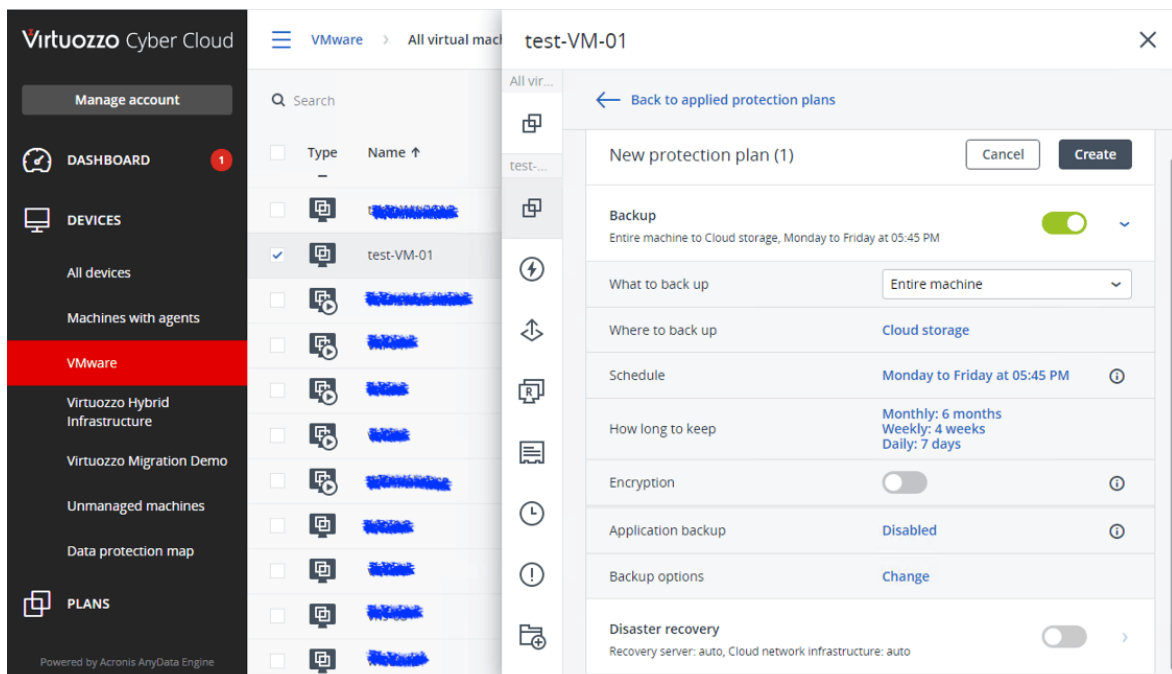 Virtuozzo Cyber Cloud
Manage account
DASHBOARD
1
DEVICES
All devices
Machines with agents
VMware
Virtuozzo Hybrid
Infrastructure
Virtuozzo Migration Demo
Unmanaged machines
Data protection map
PLANS
Powered by Acronis AnyData Engine
VMware > All virtual mach
Search
Type Name ↑
test-VM-01
test-VM-01
All vir...
test-...
Back to applied protection plans
New protection plan (1)
Cancel
Create
Backup
Entire machine to Cloud storage, Monday to Friday at 05:45 PM
What to back up Entire machine
Where to back up Cloud storage
Schedule Monday to Friday at 05:45 PM
How long to keep
Monthly: 6 months
Weekly: 4 weeks
Daily: 7 days
Encryption
Application backup Disabled
Backup options Change
Disaster recovery
Recovery server: auto, Cloud network infrastructure: auto